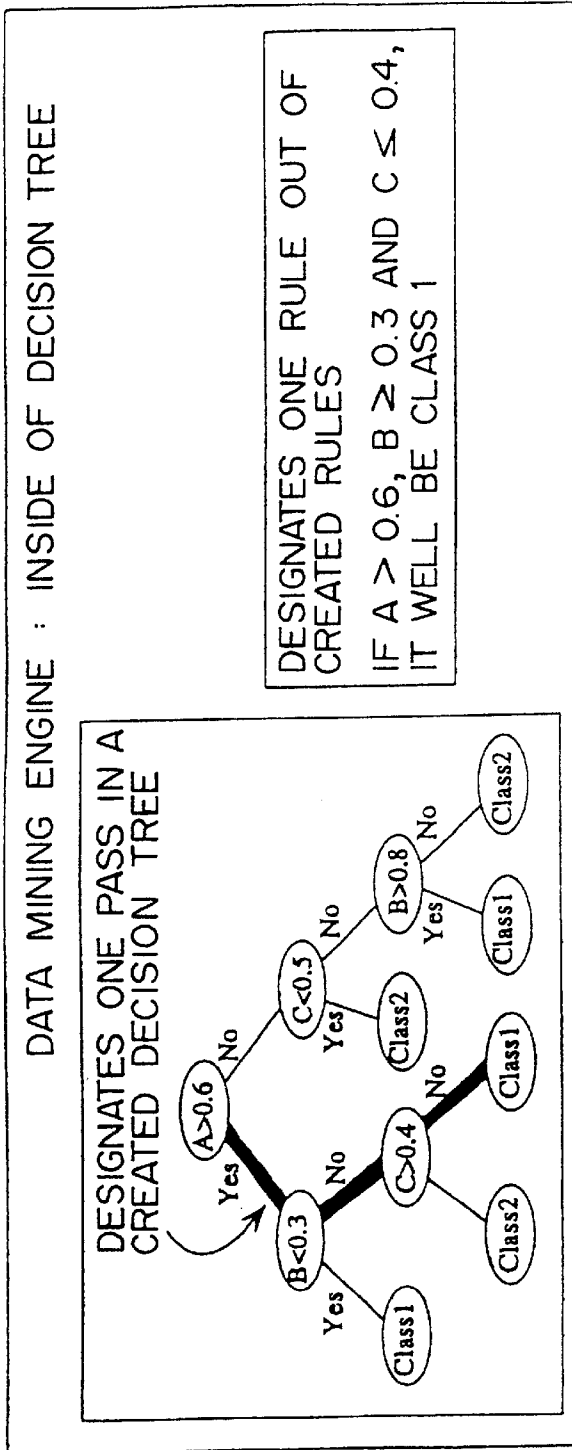 DATA MINING ENGINE : INSIDE OF DECISION TREE
DESIGNATES ONE PASS IN A
CREATED DECISION TREE
A>0.6
Yes
No
B<0.3
C<0.5
Yes
No
Yes
No
Class1
C>0.4
Class2
B>0.8
No
Yes
No
Class2
Class1
Class1
Class2
DESIGNATES ONE RULE OUT OF
CREATED RULES
IF A > 0.6, B ≥ 0.3 AND C ≤ 0.4,
IT WELL BE CLASS 1